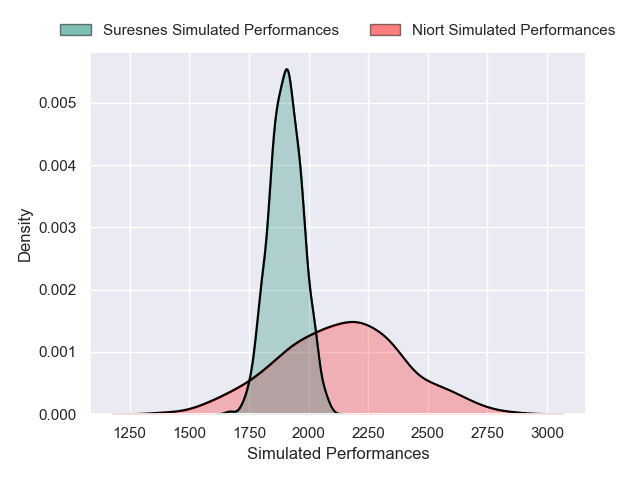 Suresnes Simulated Performances Niort Simulated Performances
Density
0.005
0.004
0.003
0.002
0.001
0.000
1250 1500 1750 2000 2250 2500 2750 3000
Simulated Performances